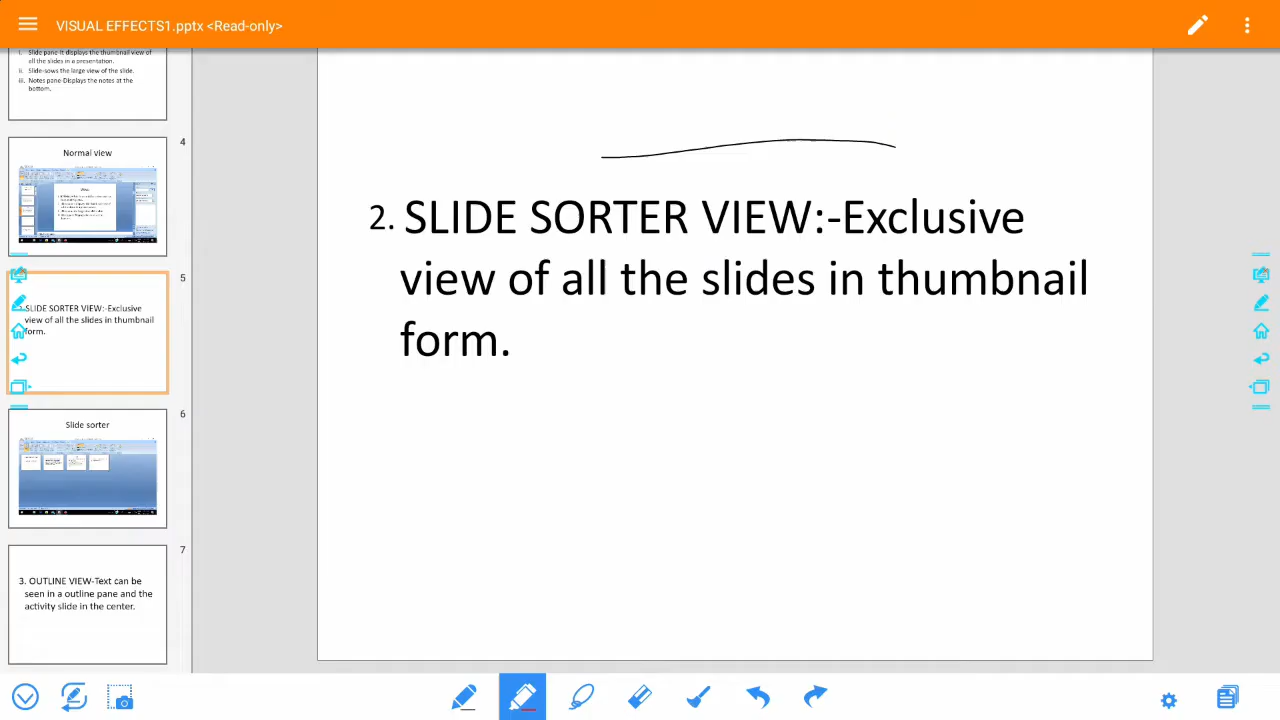 VISUAL EFFECTS1.pptx <Read-only>
i. Slide pane-It displays the thumbnail view of
all the slides in a presentation.
ii. Slide-sows the large view of the slide.
iii. Notes pane-Displays the notes at the
bottom.
4
Normal view
5
SLIDE SORTER VIEW:-Exclusive
view of all the slides in thumbnail
form.
6
Slide sorter
7
3. OUTLINE VIEW-Text can be
seen in a outline pane and the
activity slide in the center.
2. SLIDE SORTER VIEW:-Exclusive
view of all the slides in thumbnail
form.